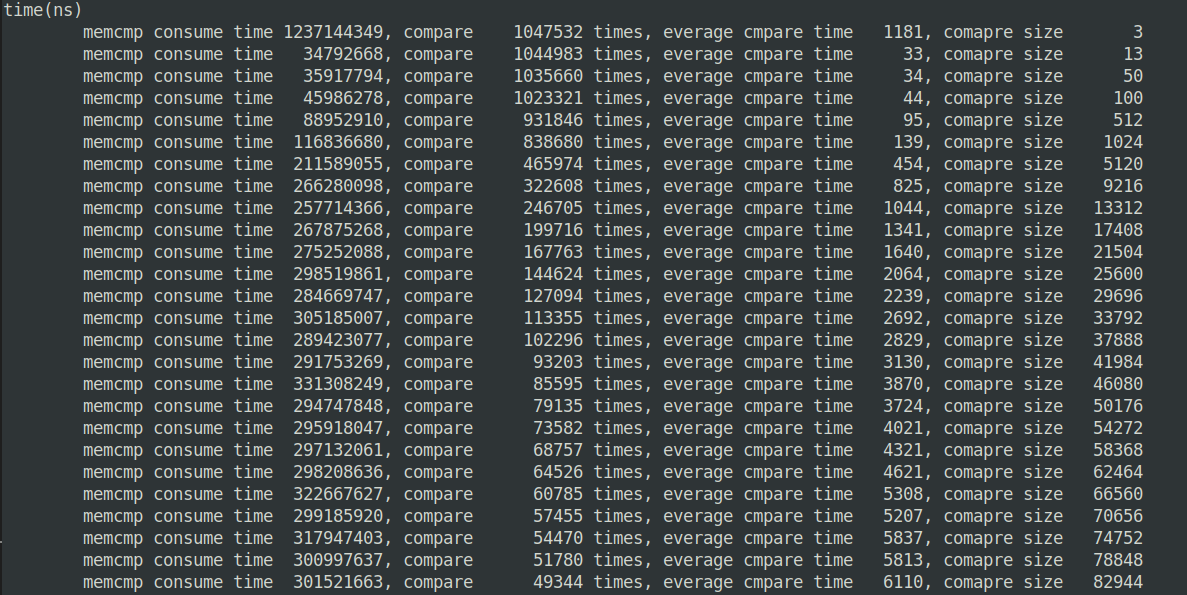 time(ns)
memcmp consume time 1237144349, compare 1047532 times, everage cmpare time 1181, comapre size 3
memcmp consume time 34792668, compare 1044983 times, everage cmpare time 33, comapre size 13
memcmp consume time 35917794, compare 1035660 times, everage cmpare time 34, comapre size 50
memcmp consume time 45986278, compare 1023321 times, everage cmpare time 44, comapre size 100
memcmp consume time 88952910, compare 931846 times, everage cmpare time 95, comapre size 512
memcmp consume time 116836680, compare 838680 times, everage cmpare time 139, comapre size 1024
memcmp consume time 211589055, compare 465974 times, everage cmpare time 454, comapre size 5120
memcmp consume time 266280098, compare 322608 times, everage cmpare time 825, comapre size 9216
memcmp consume time 257714366, compare 246705 times, everage cmpare time 1044, comapre size 13312
memcmp consume time 267875268, compare 199716 times, everage cmpare time 1341, comapre size 17408
memcmp consume time 275252088, compare 167763 times, everage cmpare time 1640, comapre size 21504
memcmp consume time 298519861, compare 144624 times, everage cmpare time 2064, comapre size 25600
memcmp consume time 284669747, compare 127094 times, everage cmpare time 2239, comapre size 29696
memcmp consume time 305185007, compare 113355 times, everage cmpare time 2692, comapre size 33792
memcmp consume time 289423077, compare 102296 times, everage cmpare time 2829, comapre size 37888
memcmp consume time 291753269, compare 93203 times, everage cmpare time 3130, comapre size 41984
memcmp consume time 331308249, compare 85595 times, everage cmpare time 3870, comapre size 46080
memcmp consume time 294747848, compare 79135 times, everage cmpare time 3724, comapre size 50176
memcmp consume time 295918047, compare 73582 times, everage cmpare time 4021, comapre size 54272
memcmp consume time 297132061, compare 68757 times, everage cmpare time 4321, comapre size 58368
memcmp consume time 298208636, compare 64526 times, everage cmpare time 4621, comapre size 62464
memcmp consume time 322667627, compare 60785 times, everage cmpare time 5308, comapre size 66560
memcmp consume time 299185920, compare 57455 times, everage cmpare time 5207, comapre size 70656
memcmp consume time 317947403, compare 54470 times, everage cmpare time 5837, comapre size 74752
memcmp consume time 300997637, compare 51780 times, everage cmpare time 5813, comapre size 78848
memcmp consume time 301521663, compare 49344 times, everage cmpare time 6110, comapre size 82944